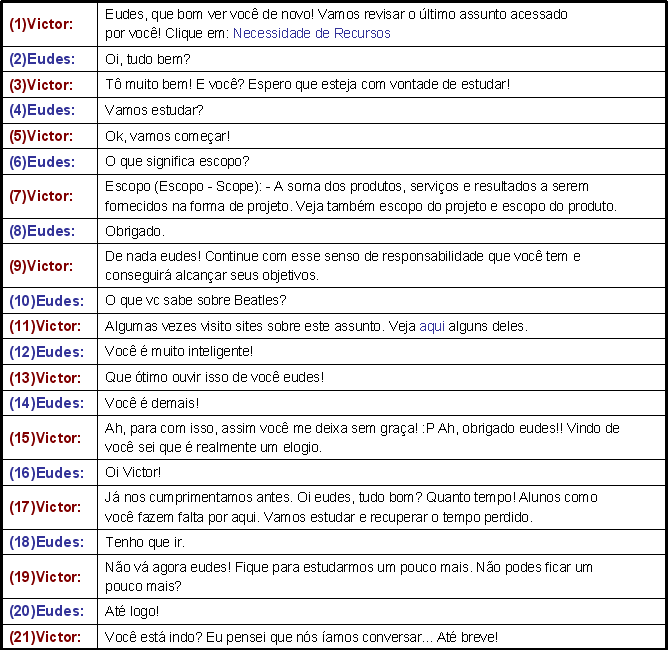 (1)Victor: Eudes, que bom ver você de novo! Vamos revisar o último assunto acessado
por você! Clique em: Necessidade de Recursos
(2)Eudes: Oi, tudo bem?
(3)Victor: Tô muito bem! E você? Espero que esteja com vontade de estudar!
(4)Eudes: Vamos estudar?
(5)Victor: Ok, vamos começar!
(6)Eudes: O que significa escopo?
(7)Victor: Escopo (Escopo - Scope): - A soma dos produtos, serviços e resultados a serem
fornecidos na forma de projeto. Veja também escopo do projeto e escopo do produto.
(8)Eudes: Obrigado.
(9)Victor: De nada eudes! Continue com esse senso de responsabilidade que você tem e
conseguirá alcançar seus objetivos.
(10)Eudes: O que vc sabe sobre Beatles?
(11)Victor: Algumas vezes visito sites sobre este assunto. Veja aqui alguns deles.
(12)Eudes: Você é muito inteligente!
(13)Victor: Que ótimo ouvir isso de você eudes!
(14)Eudes: Você é demais!
(15)Victor: Ah, para com isso, assim você me deixa sem graça! :P Ah, obrigado eudes!! Vindo de
você sei que é realmente um elogio.
(16)Eudes: Oi Victor!
(17)Victor: Já nos cumprimentamos antes. Oi eudes, tudo bom? Quanto tempo! Alunos como
você fazem falta por aqui. Vamos estudar e recuperar o tempo perdido.
(18)Eudes: Tenho que ir.
(19)Victor: Não vá agora eudes! Fique para estudarmos um pouco mais. Não podes ficar um
pouco mais?
(20)Eudes: Até logo!
(21)Victor: Você está indo? Eu pensei que nós íamos conversar... Até breve!